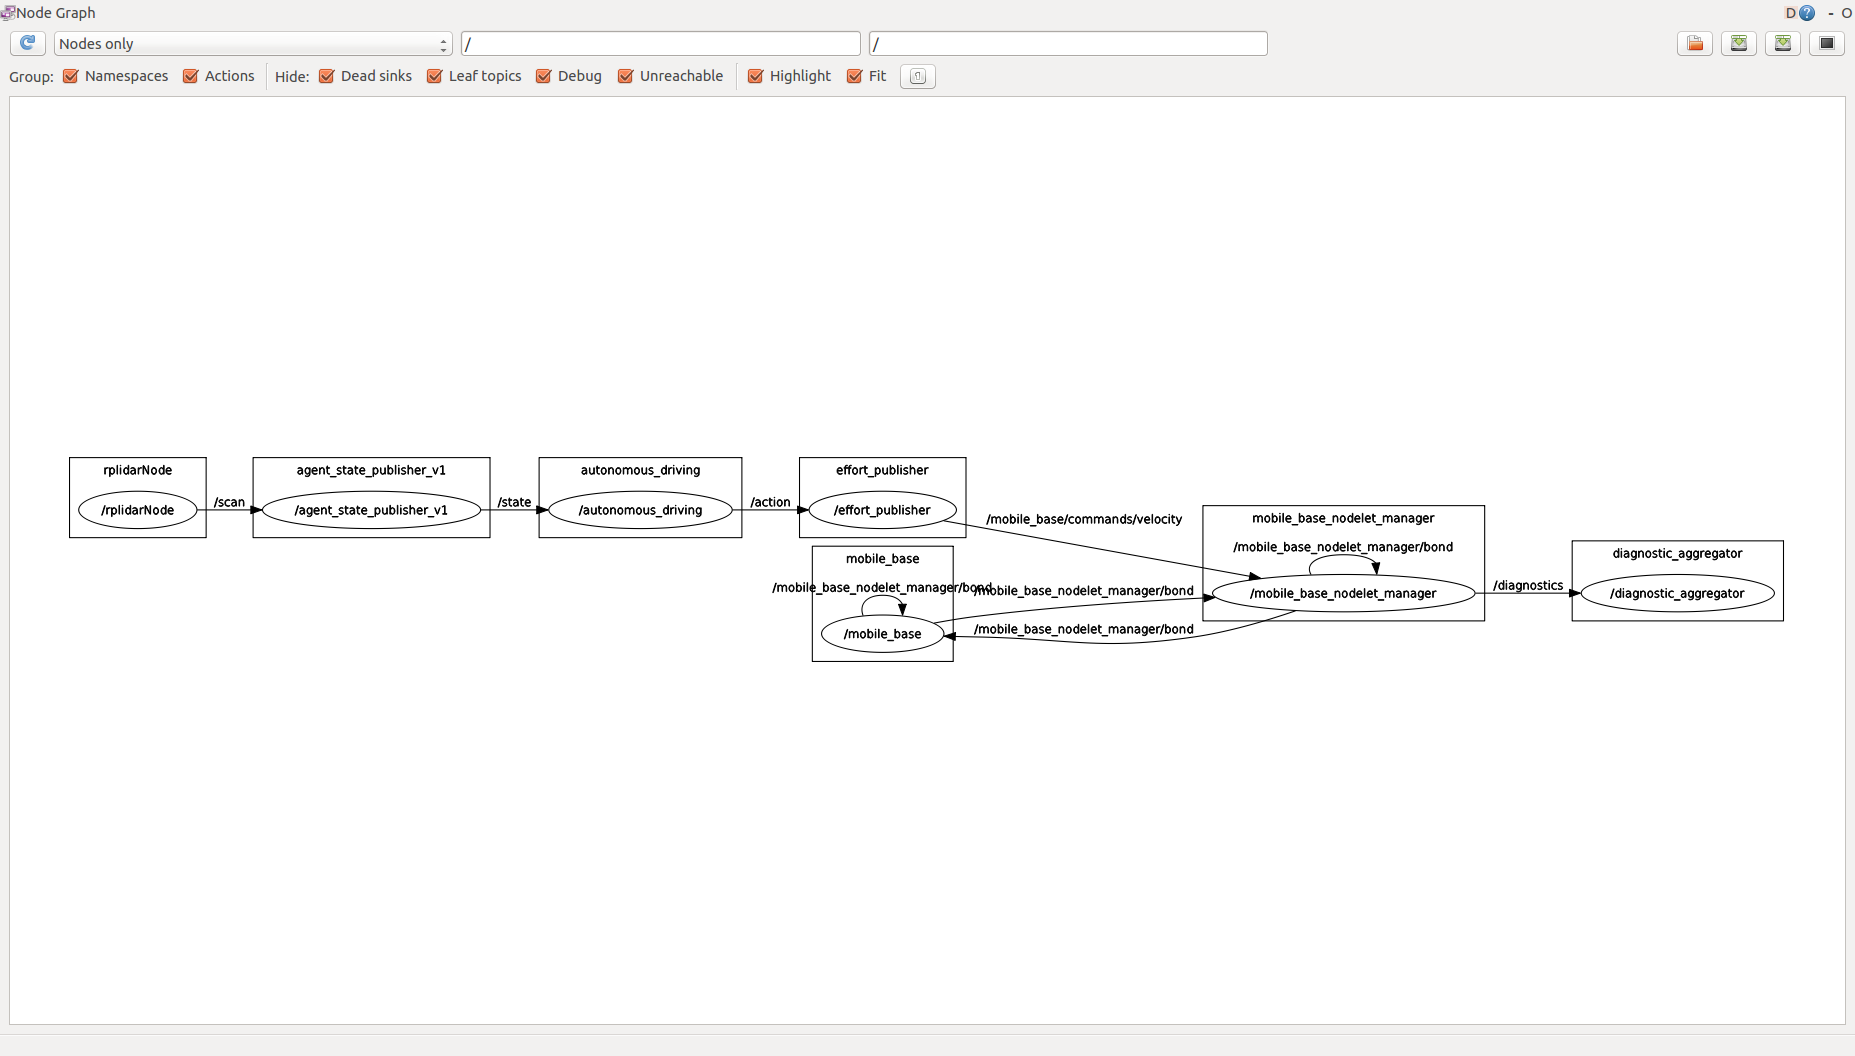 Node Graph
D ? - O
Nodes only
/
/
Group: Namespaces Actions Hide: Dead sinks Leaf topics Debug Unreachable Highlight Fit
rplidarNode
/rplidarNode
/scan
agent_state_publisher_v1
/agent_state_publisher_v1
/state
autonomous_driving
/autonomous_driving
/action
effort_publisher
/effort_publisher
/mobile_base/commands/velocity
mobile_base
/mobile_base_nodelet_manager/bond
/mobile_base
/mobile_base_nodelet_manager/bond
/mobile_base_nodelet_manager/bond
mobile_base_nodelet_manager
/mobile_base_nodelet_manager/bond
/mobile_base_nodelet_manager
/diagnostics
diagnostic_aggregator
/diagnostic_aggregator